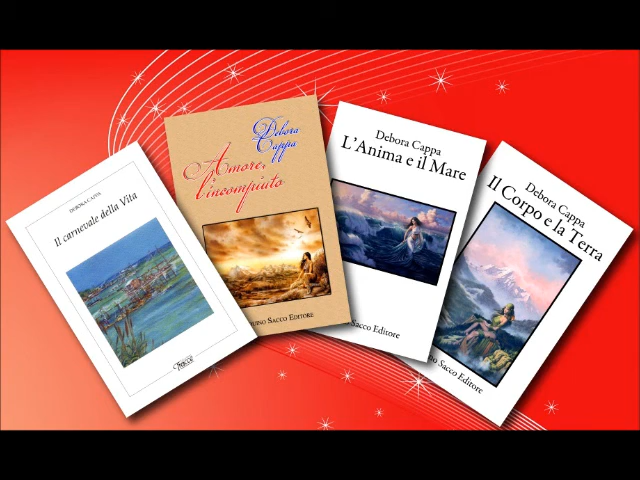 DEBORA CAPPA
Il carnevale della Vita
Debora
Cappa
Amore,
l'incompiuto
SACCO EDITORE
Debora Cappa
L'Anima e il Mare
Sacco Editore
Debora Cappa
Il Corpo e la Terra
Sacco Editore